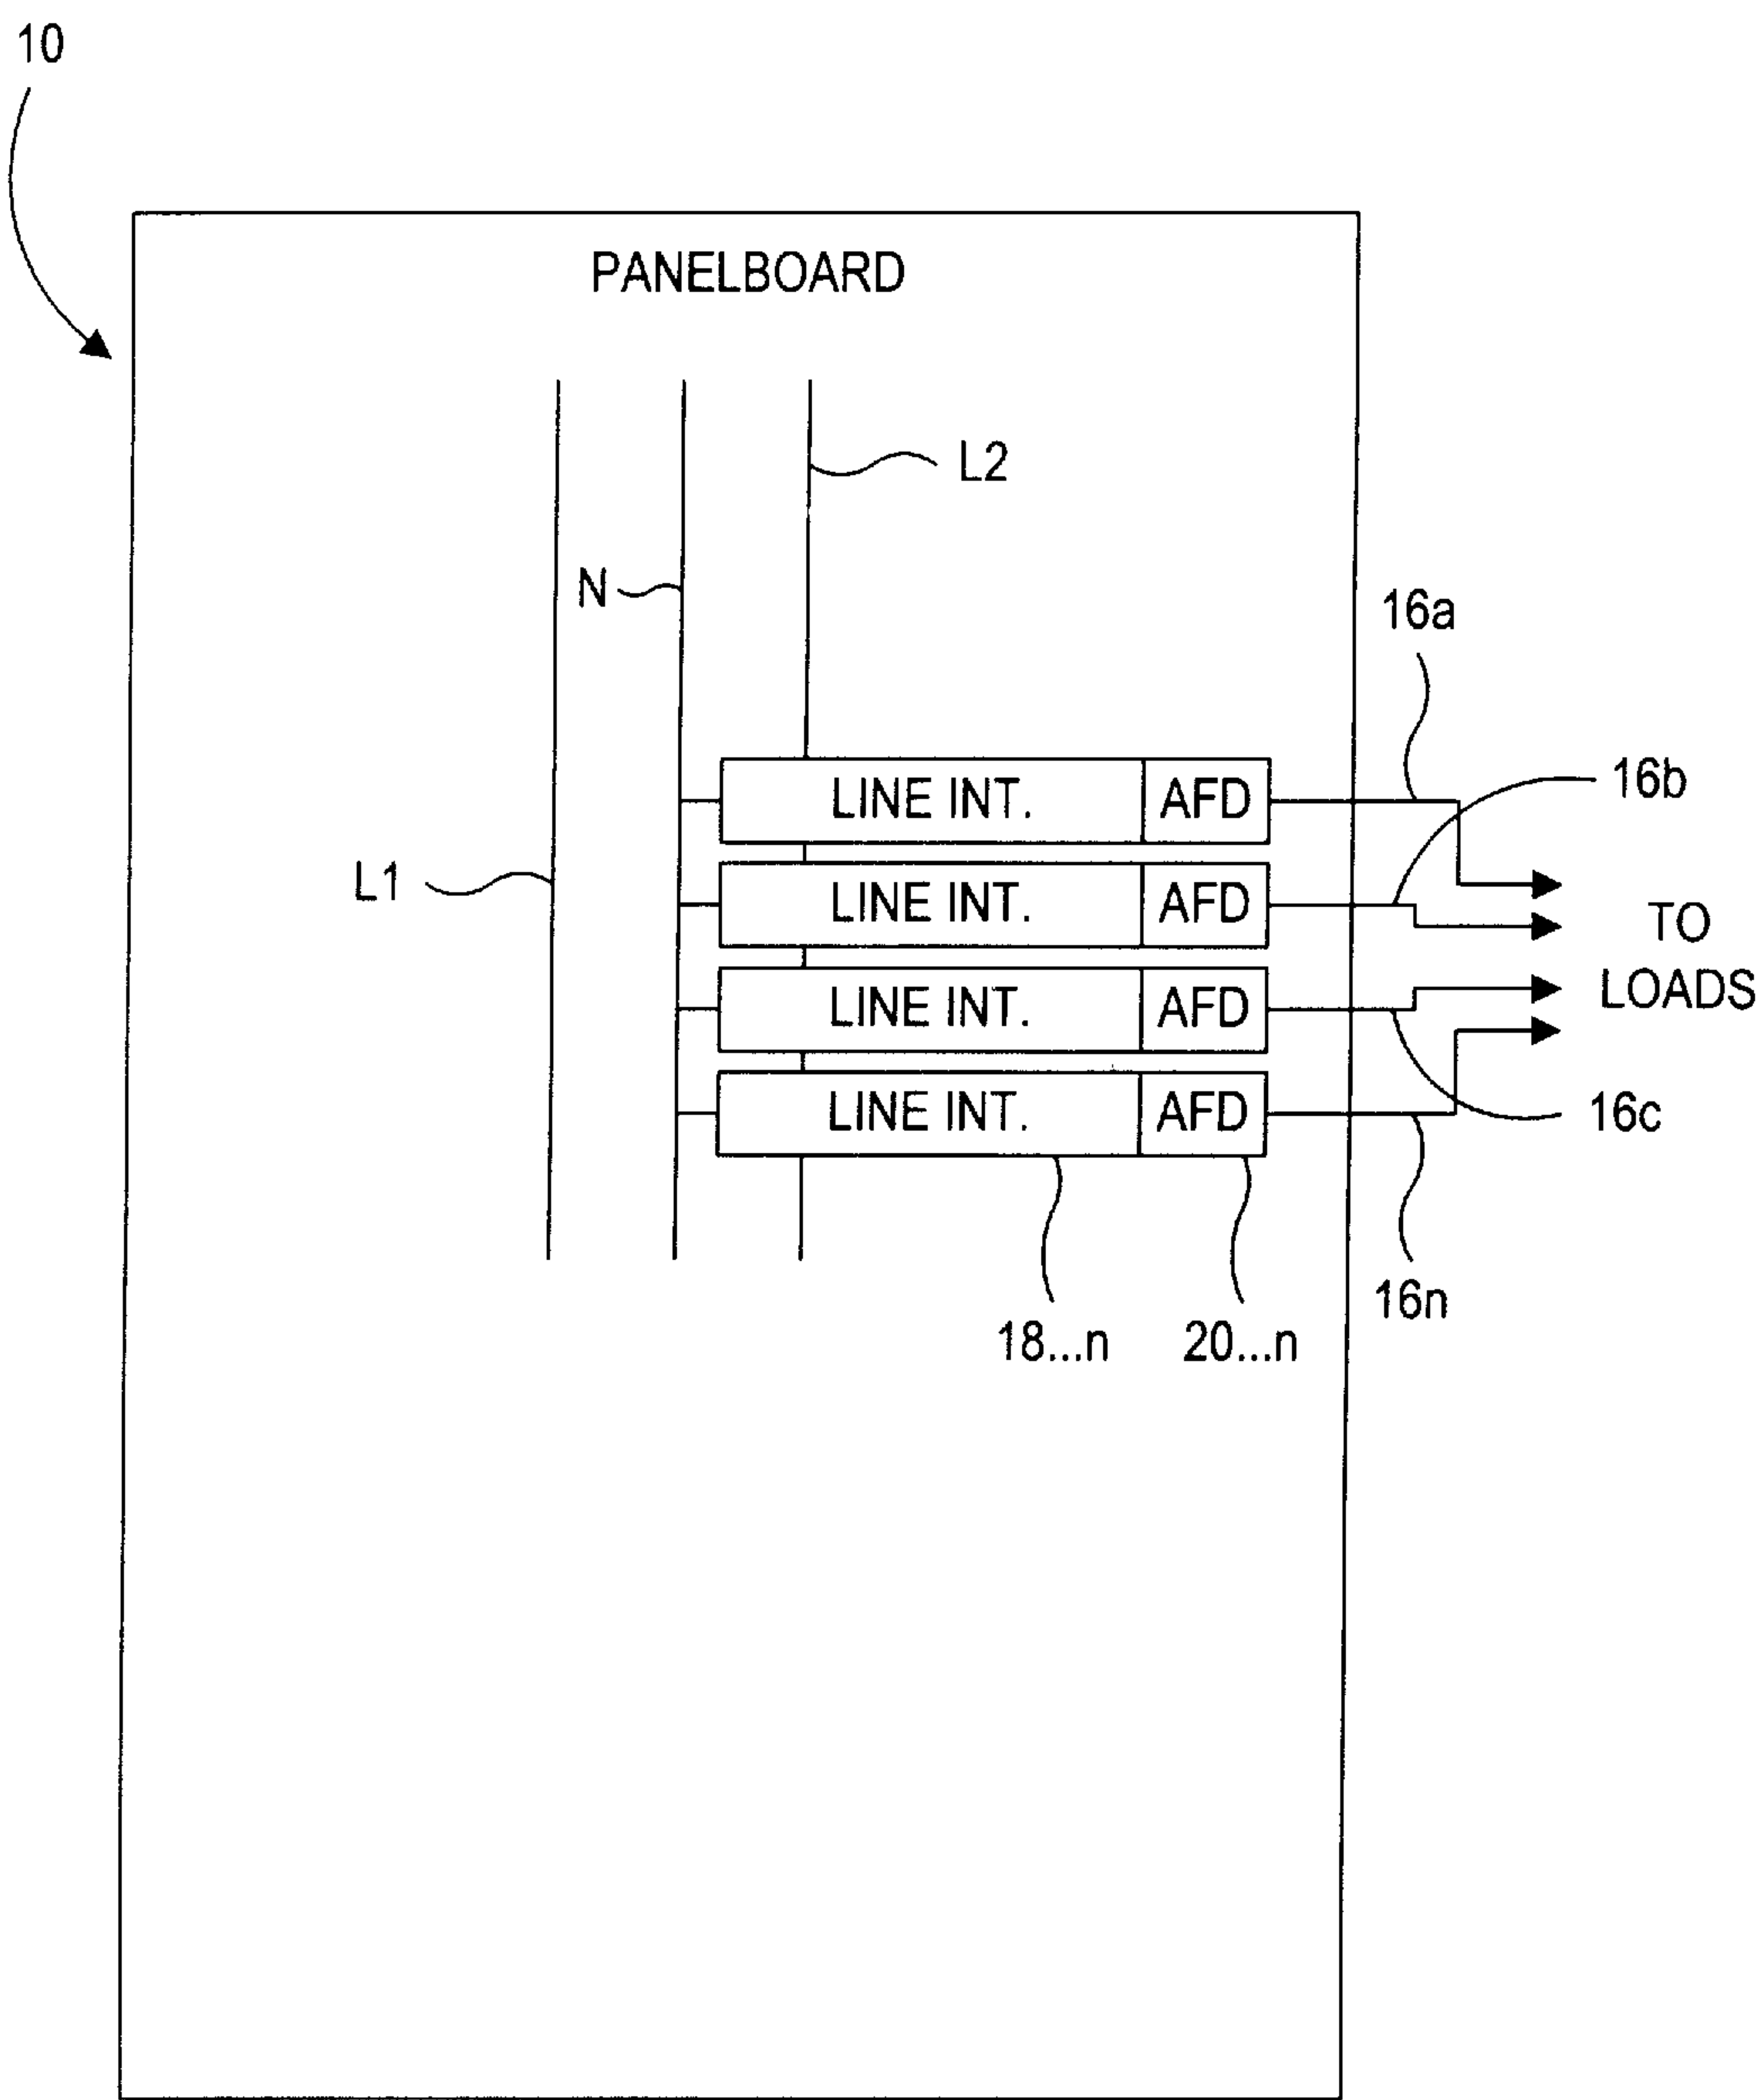 10
PANELBOARD
L2
N
16a
LINE INT. AFD
16b
L1
LINE INT. AFD
TO
LOADS
LINE INT. AFD
LINE INT. AFD
16c
16n
18...n
20...n